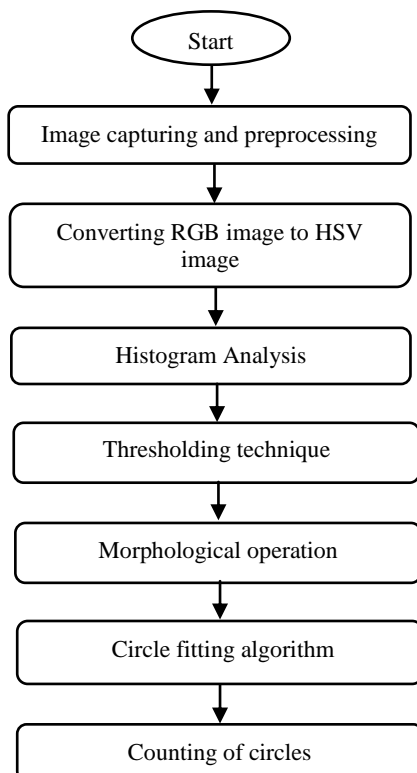 Start
Image capturing and preprocessing
Converting RGB image to HSV
image
Histogram Analysis
Thresholding technique
Morphological operation
Circle fitting algorithm
Counting of circles